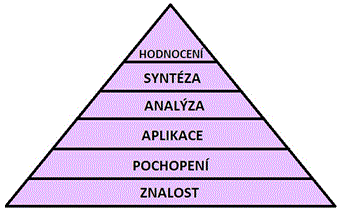 HODNOCENÍ
SYNTÉZA
ANALÝZA
APLIKACE
POCHOPENÍ
ZNALOST